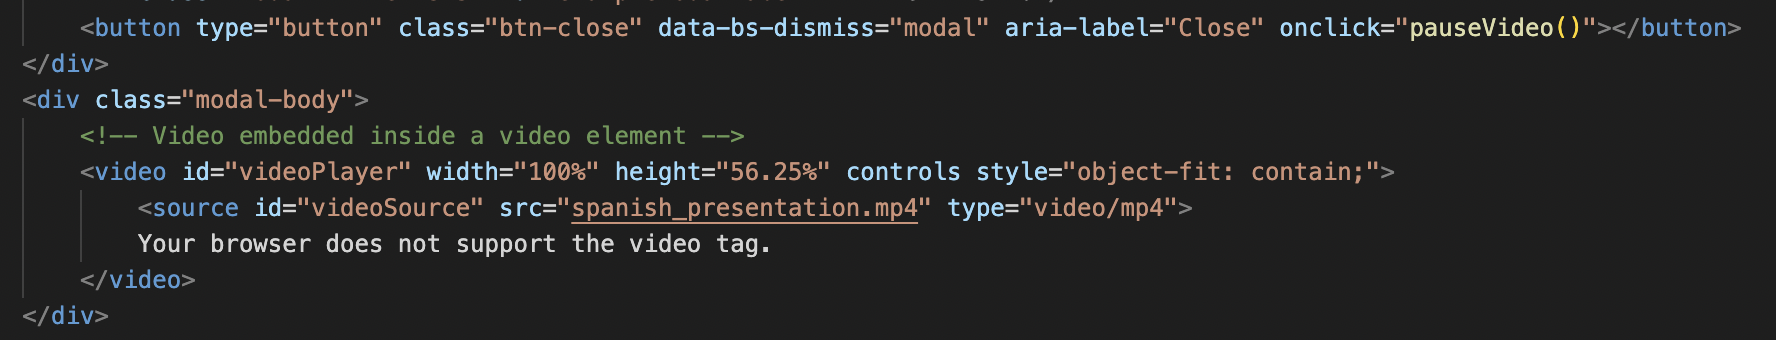 <button type="button" class="btn-close" data-bs-dismiss="modal" aria-label="Close" onclick="pauseVideo()"></button>
</div>
<div class="modal-body">
<!-- Video embedded inside a video element -->
<video id="videoPlayer" width="100%" height="56.25%" controls style="object-fit: contain;">
<source id="videoSource" src="spanish_presentation.mp4" type="video/mp4">
Your browser does not support the video tag.
</video>
</div>